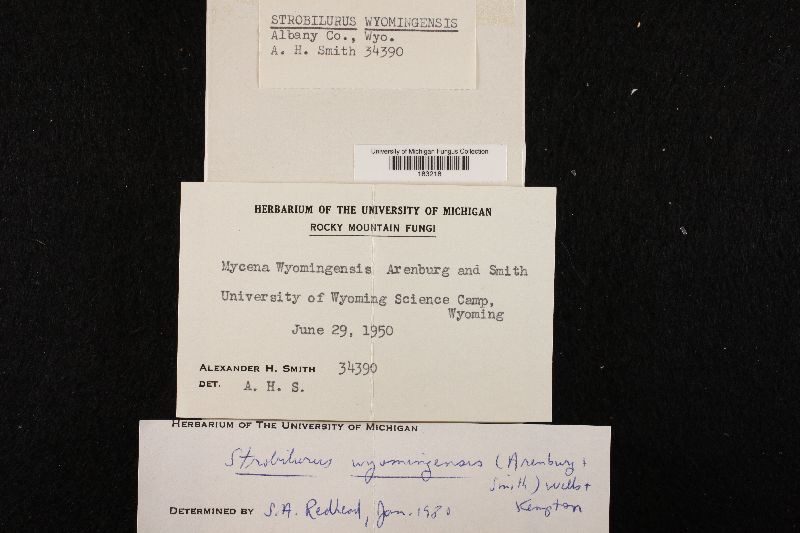 STROBILURUS WYOMINGENSIS
Albany Co., Wyo.
A. H. Smith 34390
University of Michigan Fungus Collection
183218
HERBARIUM OF THE UNIVERSITY OF MICHIGAN
ROCKY MOUNTAIN FUNGI
Mycena Wyomingensis Arenburg and Smith
University of Wyoming Science Camp,
Wyoming
June 29, 1950
ALEXANDER H. SMITH 34390
DET. A. H. S.
HERBARIUM OF THE UNIVERSITY OF MICHIGAN
Strobilurus wyomingensis (Arenburg +
Smith) Wells +
Kempton
DETERMINED BY S.A. Redhead, Jan. 1980